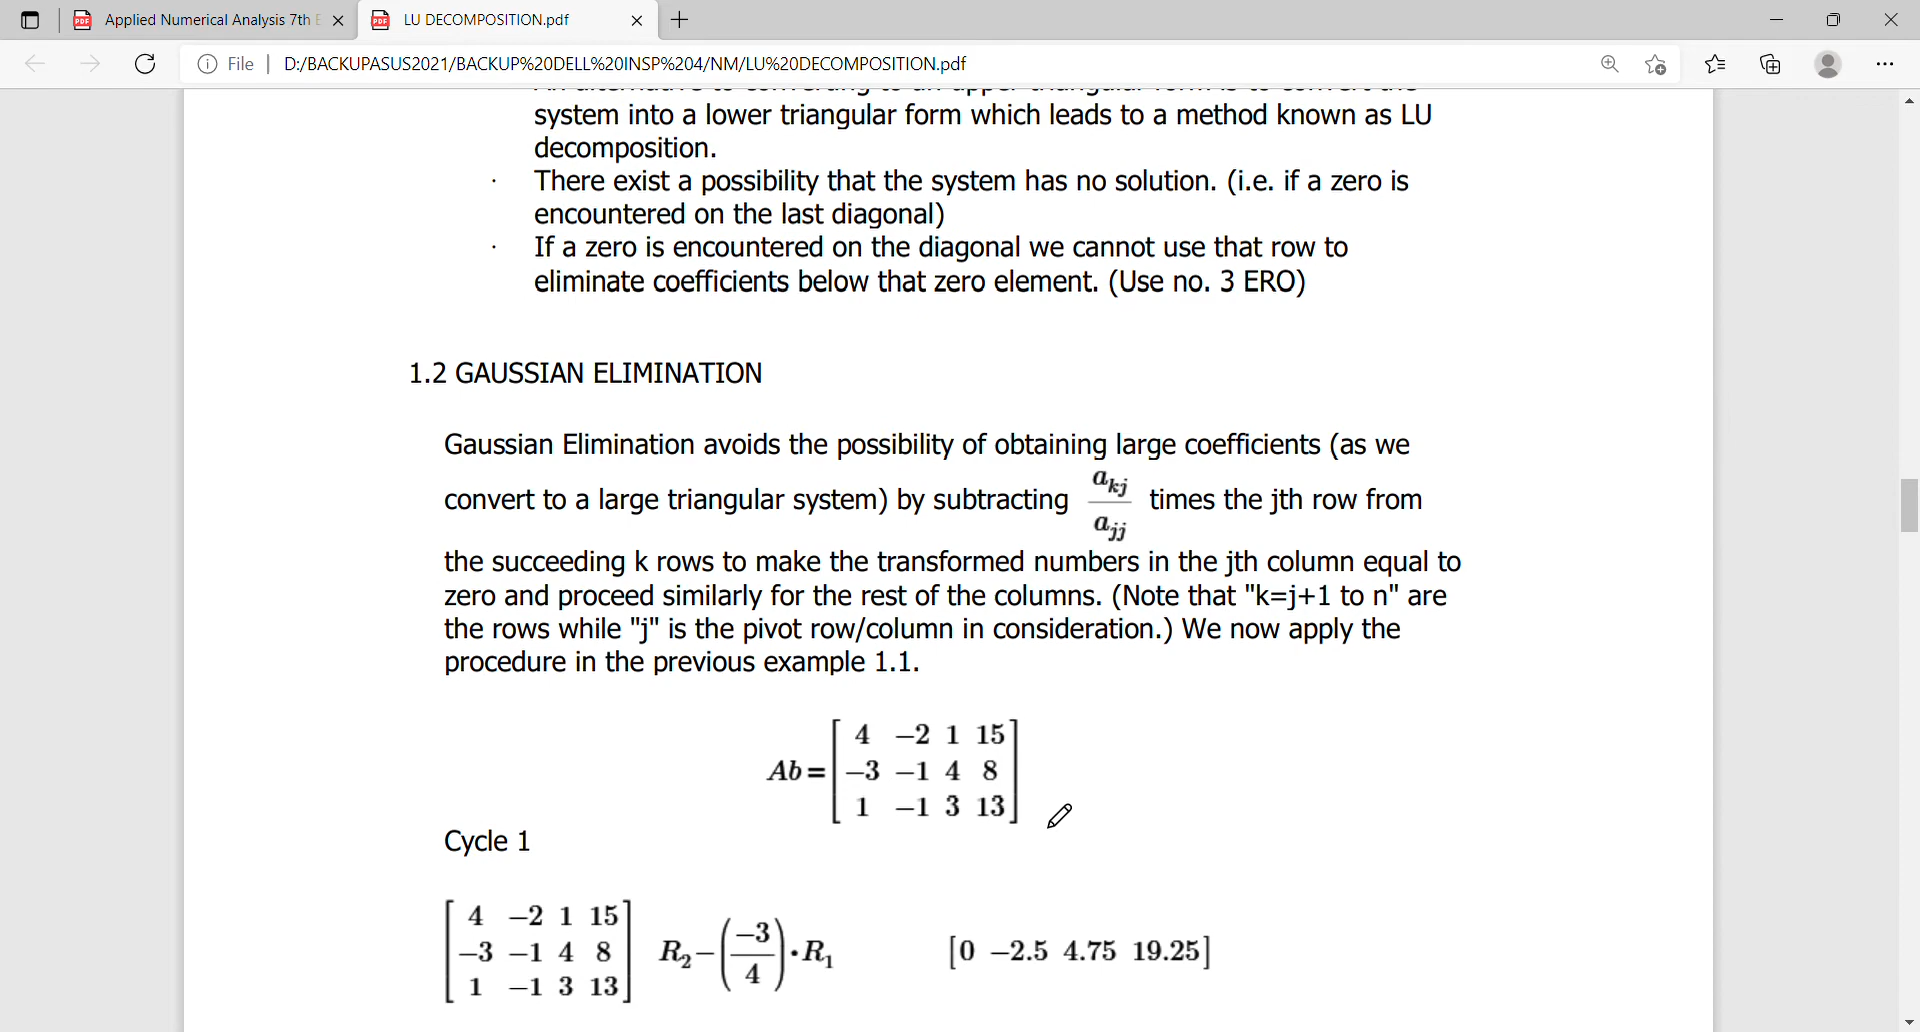 Applied Numerical Analysis 7th
LU DECOMPOSITION.pdf
File
D:/BACKUPASUS2021/BACKUP%20DELL%20INSP%204/NM/LU%20DECOMPOSITION.pdf
system into a lower triangular form which leads to a method known as LU
decomposition.
· There exist a possibility that the system has no solution. (i.e. if a zero is
encountered on the last diagonal)
· If a zero is encountered on the diagonal we cannot use that row to
eliminate coefficients below that zero element. (Use no. 3 ERO)
1.2 GAUSSIAN ELIMINATION
Gaussian Elimination avoids the possibility of obtaining large coefficients (as we
convert to a large triangular system) by subtracting akj/ajj times the jth row from
the succeeding k rows to make the transformed numbers in the jth column equal to
zero and proceed similarly for the rest of the columns. (Note that "k=j+1 to n" are
the rows while "j" is the pivot row/column in consideration.) We now apply the
procedure in the previous example 1.1.
4 −2 1 15
Ab = −3 −1 4 8
1 −1 3 13
Cycle 1
4 −2 1 15
−3 −1 4 8 R2−(−3/4)·R1 [0 −2.5 4.75 19.25]
1 −1 3 13